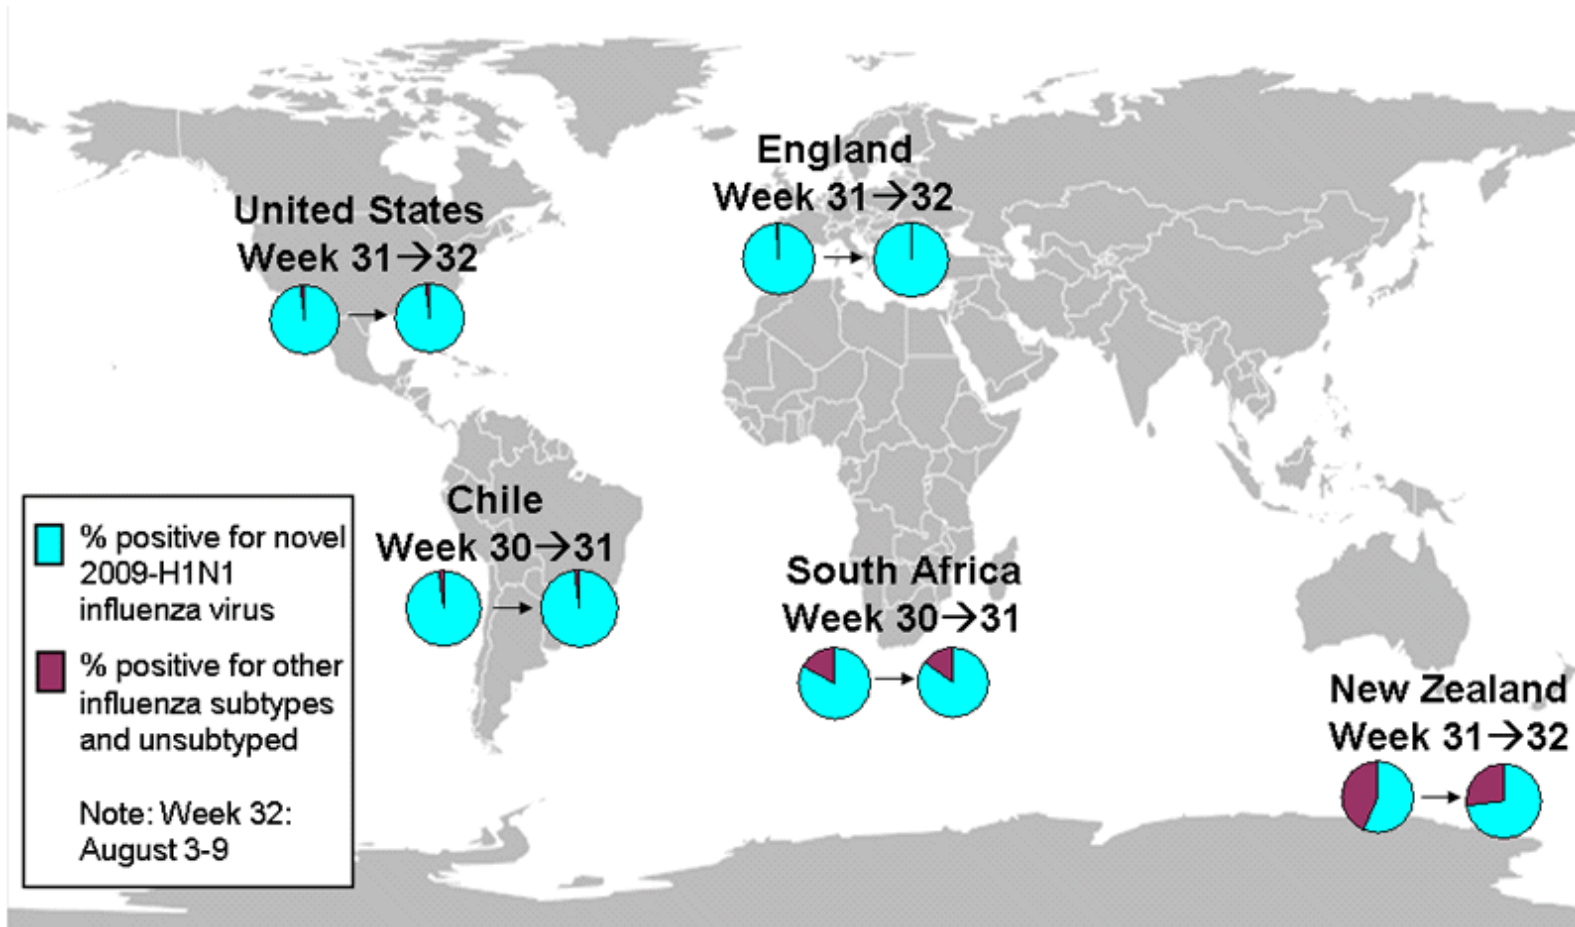 England
Week 31→32
United States
Week 31→32
Chile
Week 30→31
South Africa
Week 30→31
New Zealand
Week 31→32
% positive for novel
2009-H1N1
influenza virus
% positive for other
influenza subtypes
and unsubtyped
Note: Week 32:
August 3-9